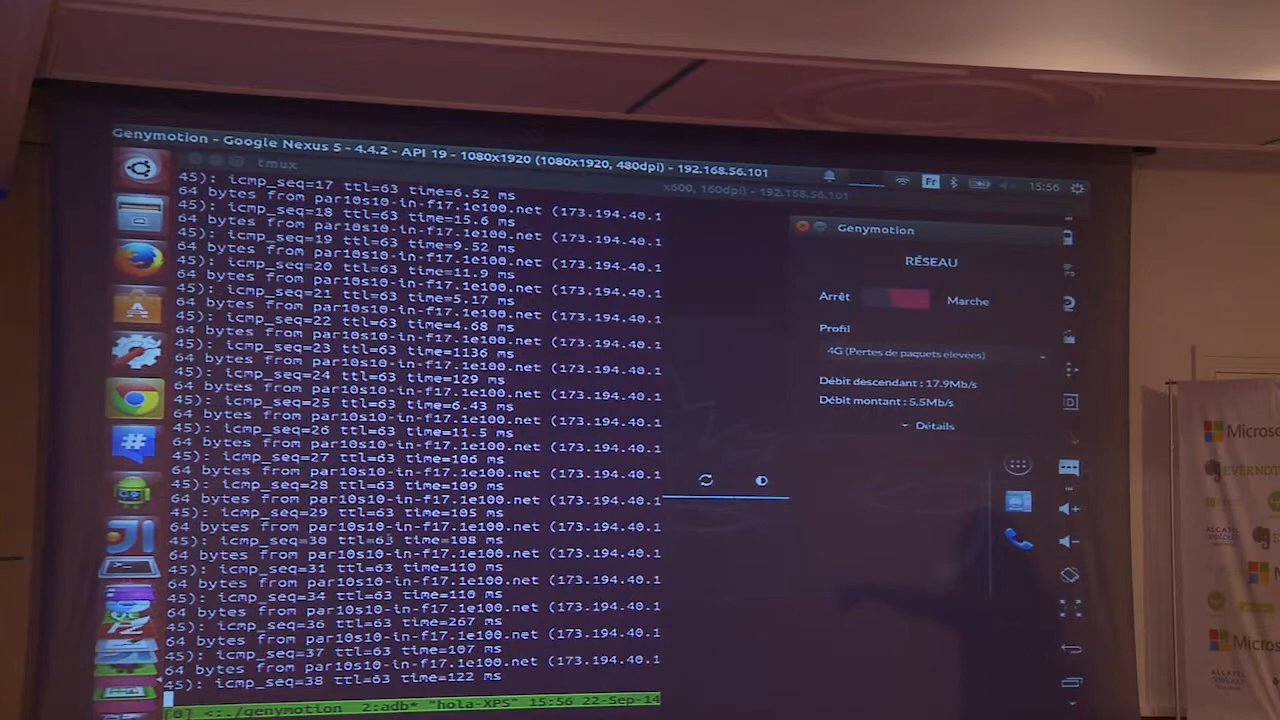 Genymotion - Google Nexus 5 - 4.4.2 - API 19 - 1080x1920 (1080x1920, 480dpi) - 192.168.56.101
Fr
15:56
tmux
x600, 160dpi) - 192.168.56.101
45): icmp_seq=17 ttl=63 time=6.52 ms
64 bytes from par10s10-in-f17.1e100.net (173.194.40.1
45): icmp_seq=18 ttl=63 time=15.6 ms
64 bytes from par10s10-in-f17.1e100.net (173.194.40.1
45): icmp_seq=19 ttl=63 time=9.52 ms
64 bytes from par10s10-in-f17.1e100.net (173.194.40.1
45): icmp_seq=20 ttl=63 time=11.9 ms
64 bytes from par10s10-in-f17.1e100.net (173.194.40.1
45): icmp_seq=21 ttl=63 time=5.17 ms
64 bytes from par10s10-in-f17.1e100.net (173.194.40.1
45): icmp_seq=22 ttl=63 time=4.68 ms
64 bytes from par10s10-in-f17.1e100.net (173.194.40.1
45): icmp_seq=23 ttl=63 time=1136 ms
64 bytes from par10s10-in-f17.1e100.net (173.194.40.1
45): icmp_seq=24 ttl=63 time=129 ms
64 bytes from par10s10-in-f17.1e100.net (173.194.40.1
45): icmp_seq=25 ttl=63 time=6.43 ms
64 bytes from par10s10-in-f17.1e100.net (173.194.40.1
45): icmp_seq=26 ttl=63 time=11.5 ms
64 bytes from par10s10-in-f17.1e100.net (173.194.40.1
45): icmp_seq=27 ttl=63 time=106 ms
64 bytes from par10s10-in-f17.1e100.net (173.194.40.1
45): icmp_seq=28 ttl=63 time=109 ms
64 bytes from par10s10-in-f17.1e100.net (173.194.40.1
45): icmp_seq=29 ttl=63 time=105 ms
64 bytes from par10s10-in-f17.1e100.net (173.194.40.1
45): icmp_seq=30 ttl=63 time=108 ms
64 bytes from par10s10-in-f17.1e100.net (173.194.40.1
45): icmp_seq=31 ttl=63 time=110 ms
64 bytes from par10s10-in-f17.1e100.net (173.194.40.1
45): icmp_seq=34 ttl=63 time=110 ms
64 bytes from par10s10-in-f17.1e100.net (173.194.40.1
45): icmp_seq=36 ttl=63 time=267 ms
64 bytes from par10s10-in-f17.1e100.net (173.194.40.1
45): icmp_seq=37 ttl=63 time=107 ms
64 bytes from par10s10-in-f17.1e100.net (173.194.40.1
45): icmp_seq=38 ttl=63 time=122 ms
[0] <:./genymotion 2:adb* "hola-XPS" 15:56 22-Sep-14
Genymotion
RÉSEAU
Arrêt
Marche
Profil
4G (Pertes de paquets élevées)
Débit descendant : 17.9Mb/s
Débit montant : 5.5Mb/s
Détails
ID
Microso
EVERNOTE
ALCATEL
Microso
ALCATEL